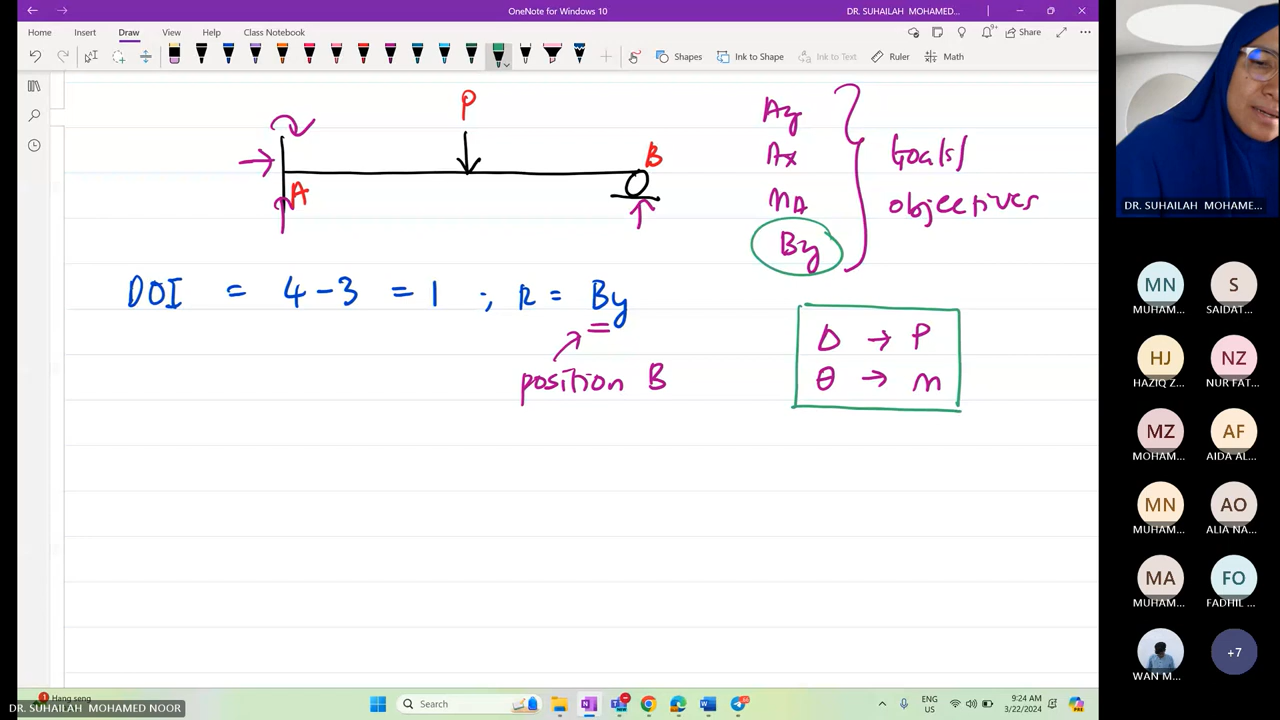 OneNote for Windows 10
DR. SUHAILAH MOHAMED...
Home
Insert
Draw
View
Help
Class Notebook
Share
Shapes
Ink to Shape
Ink to Text
Ruler
Math
P
A
B
Ay
Ax
MA
By
Goals/
objectives
DOI = 4 - 3 = 1 ; R = By
position B
Δ → P
θ → M
DR. SUHAILAH MOHAME...
MN
MUHAM...
S
SAIDAT...
HJ
HAZIQ Z...
NZ
NUR FAT...
MZ
MOHAM...
AF
AIDA AL...
MN
MUHAM...
AO
ALIA NA...
MA
MUHAM...
FO
FADHIL ...
WAN M...
+7
Hang seng
DR. SUHAILAH MOHAMED NOOR
Search
ENG
US
9:24 AM
3/22/2024